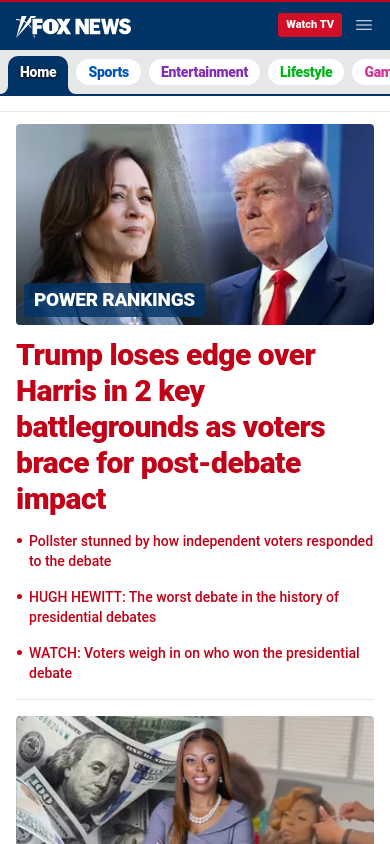 FOX NEWS
Watch TV
Home
Sports
Entertainment
Lifestyle
Gam
POWER RANKINGS
Trump loses edge over
Harris in 2 key
battlegrounds as voters
brace for post-debate
impact
Pollster stunned by how independent voters responded
to the debate
HUGH HEWITT: The worst debate in the history of
presidential debates
WATCH: Voters weigh in on who won the presidential
debate